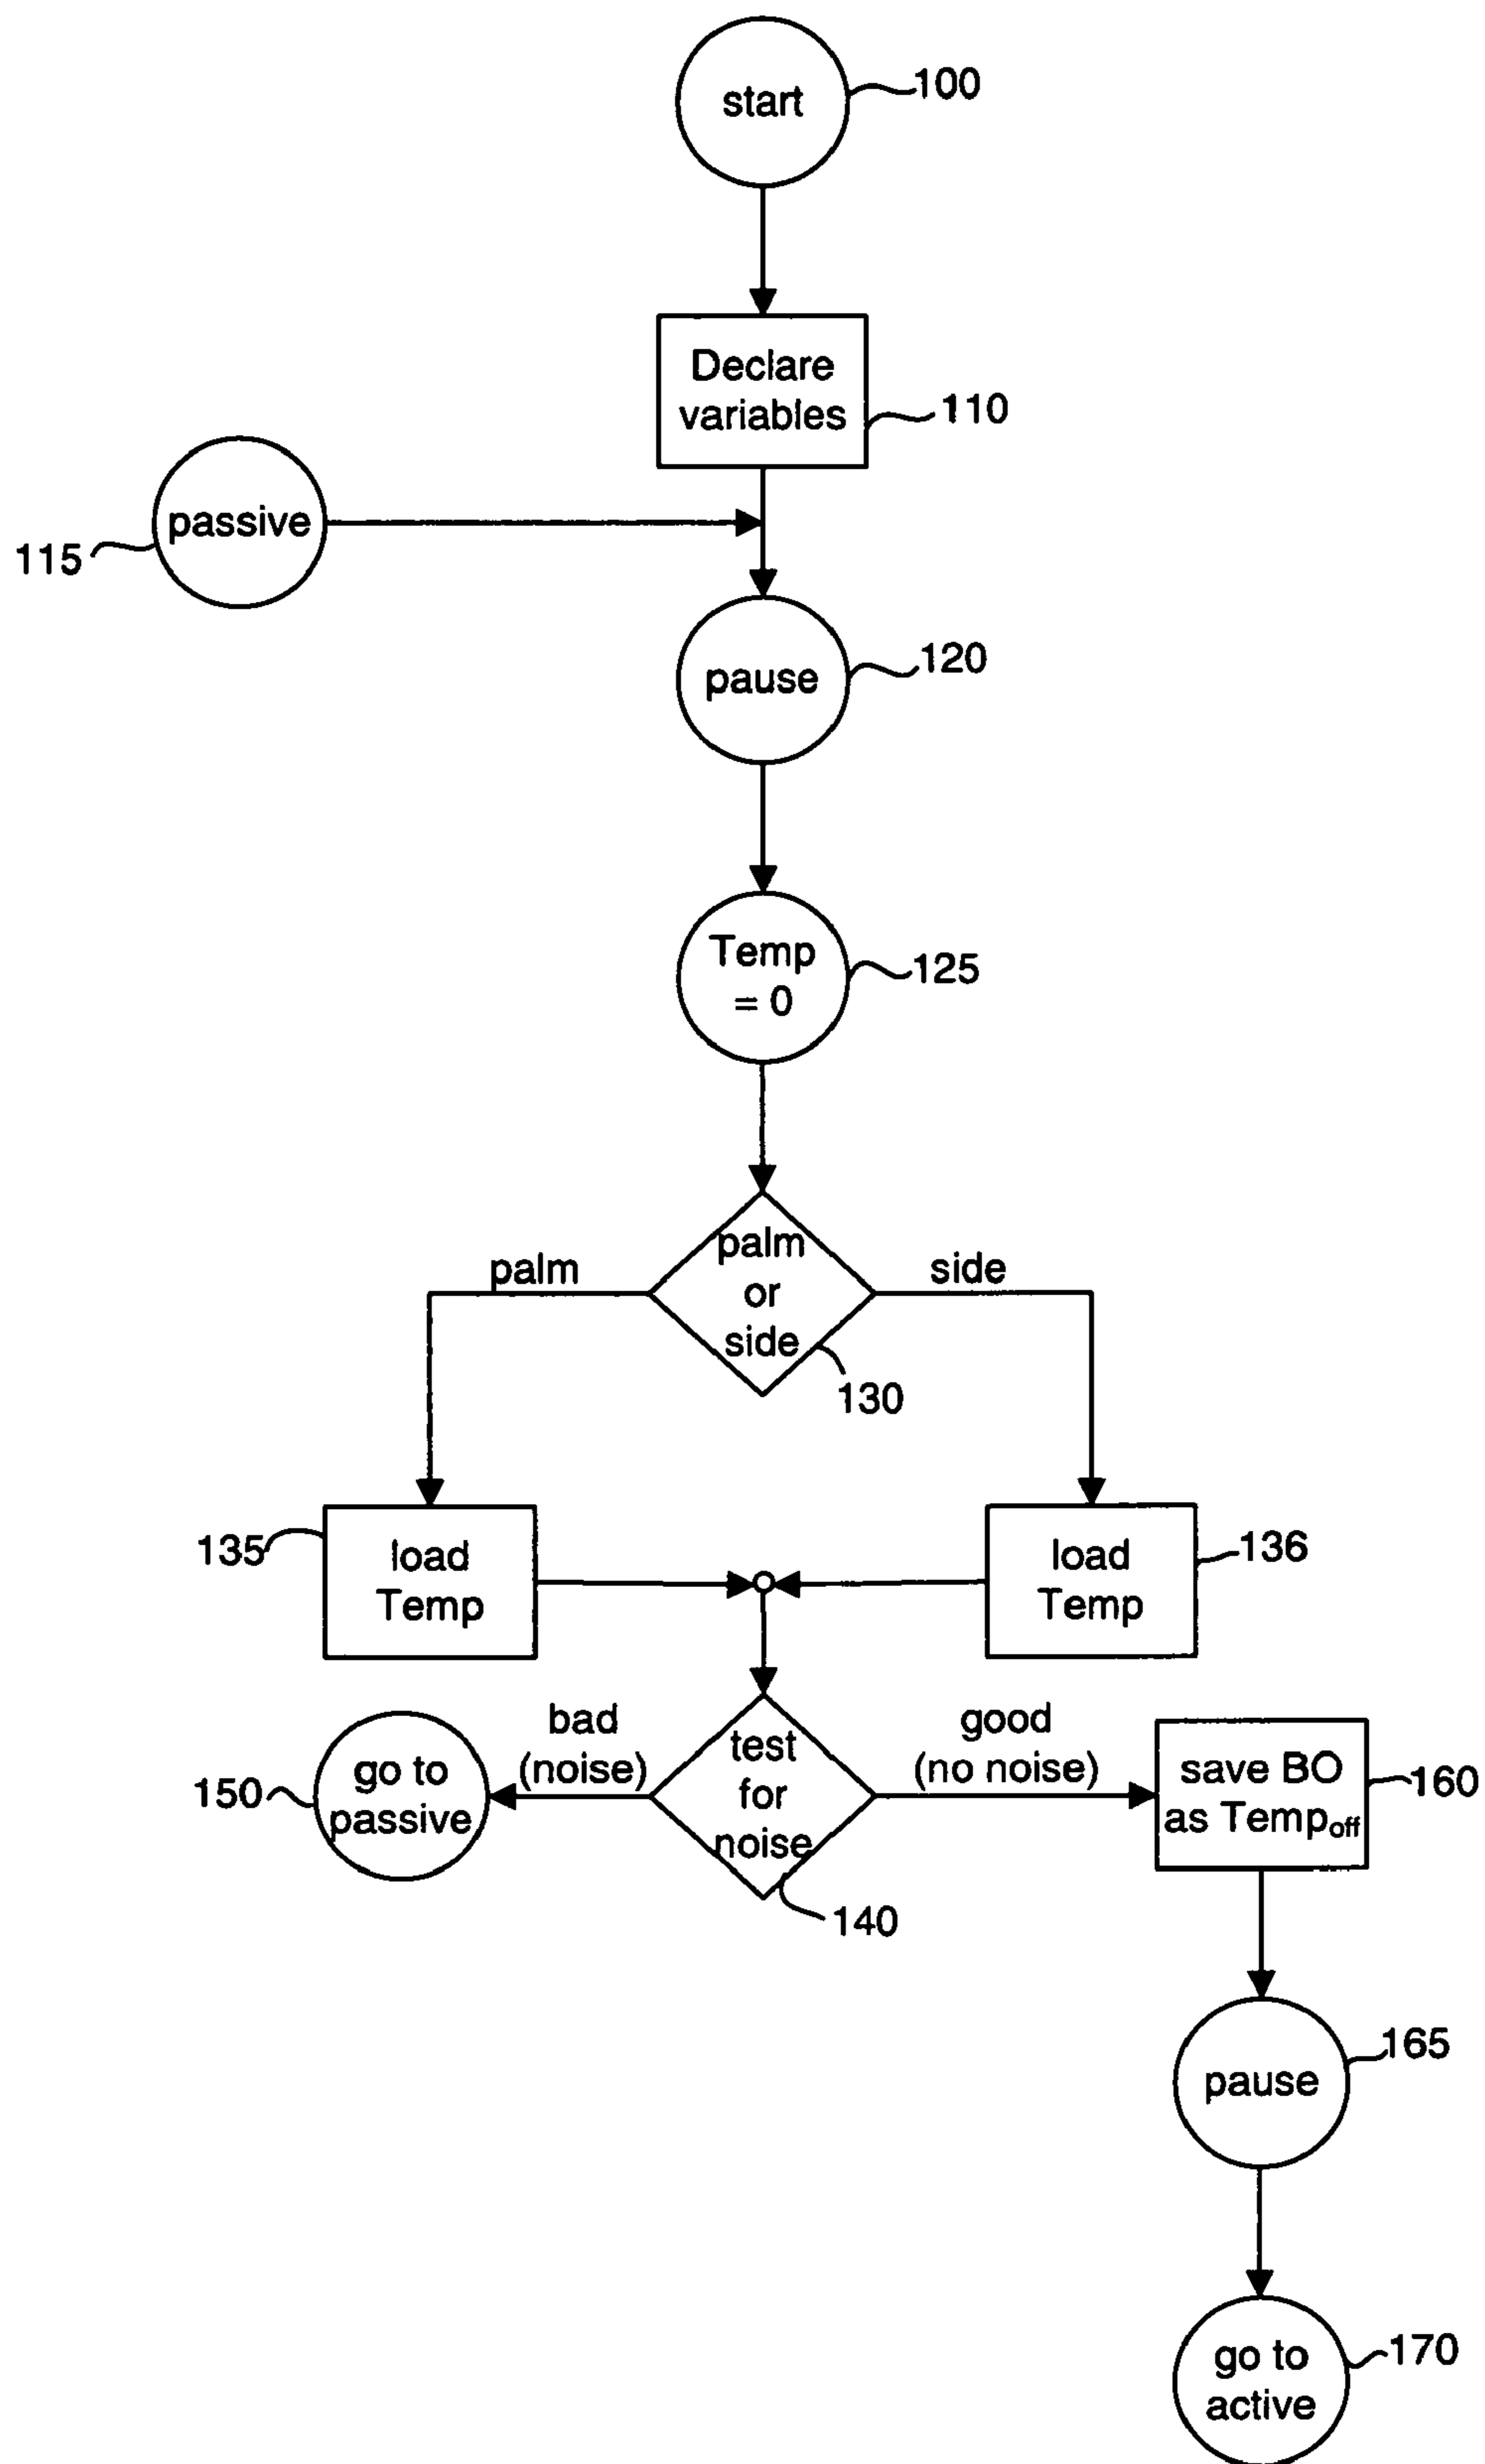 start
100
Declare
variables
110
passive
115
pause
120
Temp
= 0
125
palm
palm
or
side
side
130
135
load
Temp
load
Temp
136
bad
(noise)
test
for
noise
good
(no noise)
150
go to
passive
save BO
as Tempoff
160
140
pause
165
go to
active
170